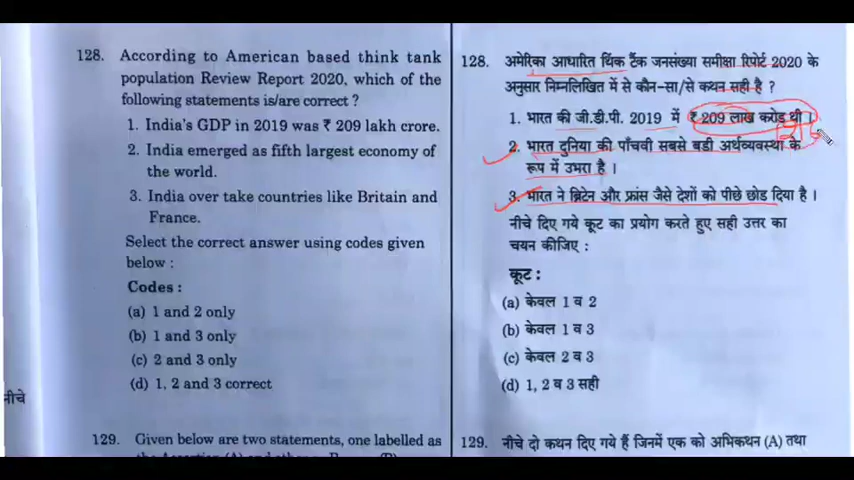 128. According to American based think tank
population Review Report 2020, which of the
following statements is/are correct ?
1. India's GDP in 2019 was ₹ 209 lakh crore.
2. India emerged as fifth largest economy of
the world.
3. India over take countries like Britain and
France.
Select the correct answer using codes given
below :
Codes :
(a) 1 and 2 only
(b) 1 and 3 only
(c) 2 and 3 only
(d) 1, 2 and 3 correct
नीचे
129. Given below are two statements, one labelled as
128. अमेरिका आधारित थिंक टैंक जनसंख्या समीक्षा रिपोर्ट 2020 के
अनुसार निम्नलिखित में से कौन-सा/से कथन सही है ?
1. भारत की जी.डी.पी. 2019 में ₹ 209 लाख करोड थी ।
2. भारत दुनिया की पाँचवी सबसे बडी अर्थव्यवस्था के
रूप में उभरा है ।
3. भारत ने ब्रिटेन और फ्रांस जैसे देशों को पीछे छोड दिया है ।
नीचे दिए गये कूट का प्रयोग करते हुए सही उत्तर का
चयन कीजिए :
कूट :
(a) केवल 1 व 2
(b) केवल 1 व 3
(c) केवल 2 व 3
(d) 1, 2 व 3 सही
129. नीचे दो कथन दिए गये हैं जिनमें एक को अभिकथन (A) तथा